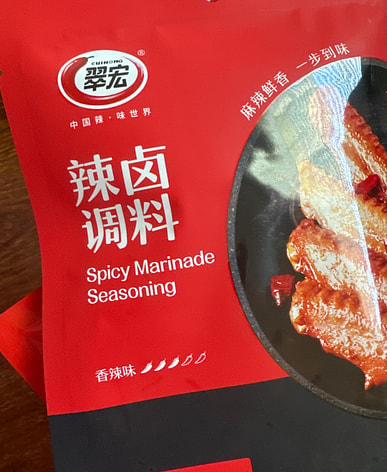 CUIHONG
翠宏
®
中国辣·味世界
麻辣鲜香 一步到味
辣卤
调料
Spicy Marinade
Seasoning
香辣味